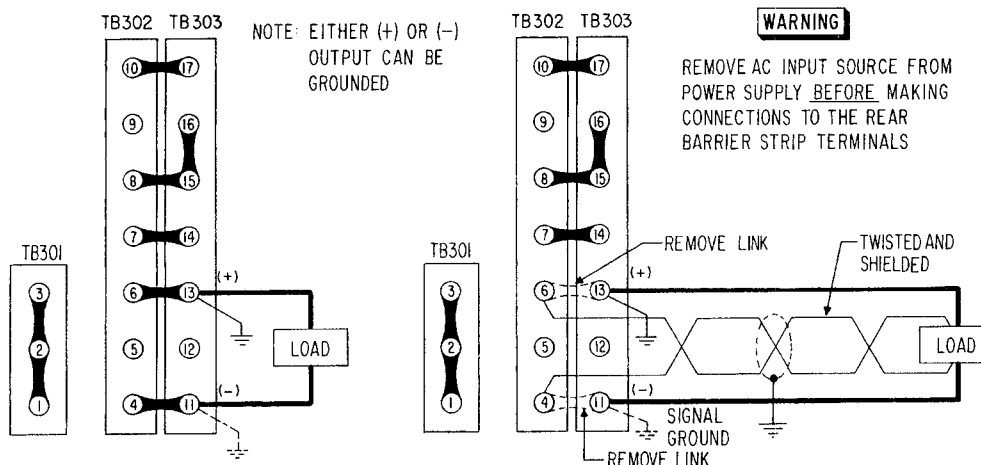 TB302 TB303
NOTE: EITHER (+) OR (−)
OUTPUT CAN BE
GROUNDED
10 17
9 16
8 15
7 14
TB301
3
2
1
6 13 (+)
5 12
LOAD
4 11 (−)
TB302 TB303
WARNING
REMOVE AC INPUT SOURCE FROM
POWER SUPPLY BEFORE MAKING
CONNECTIONS TO THE REAR
BARRIER STRIP TERMINALS
10 17
9 16
8 15
7 14
REMOVE LINK
TWISTED AND
SHIELDED
TB301
3
2
1
6 13 (+)
5 12
LOAD
4 11 (−)
SIGNAL
GROUND
REMOVE LINK